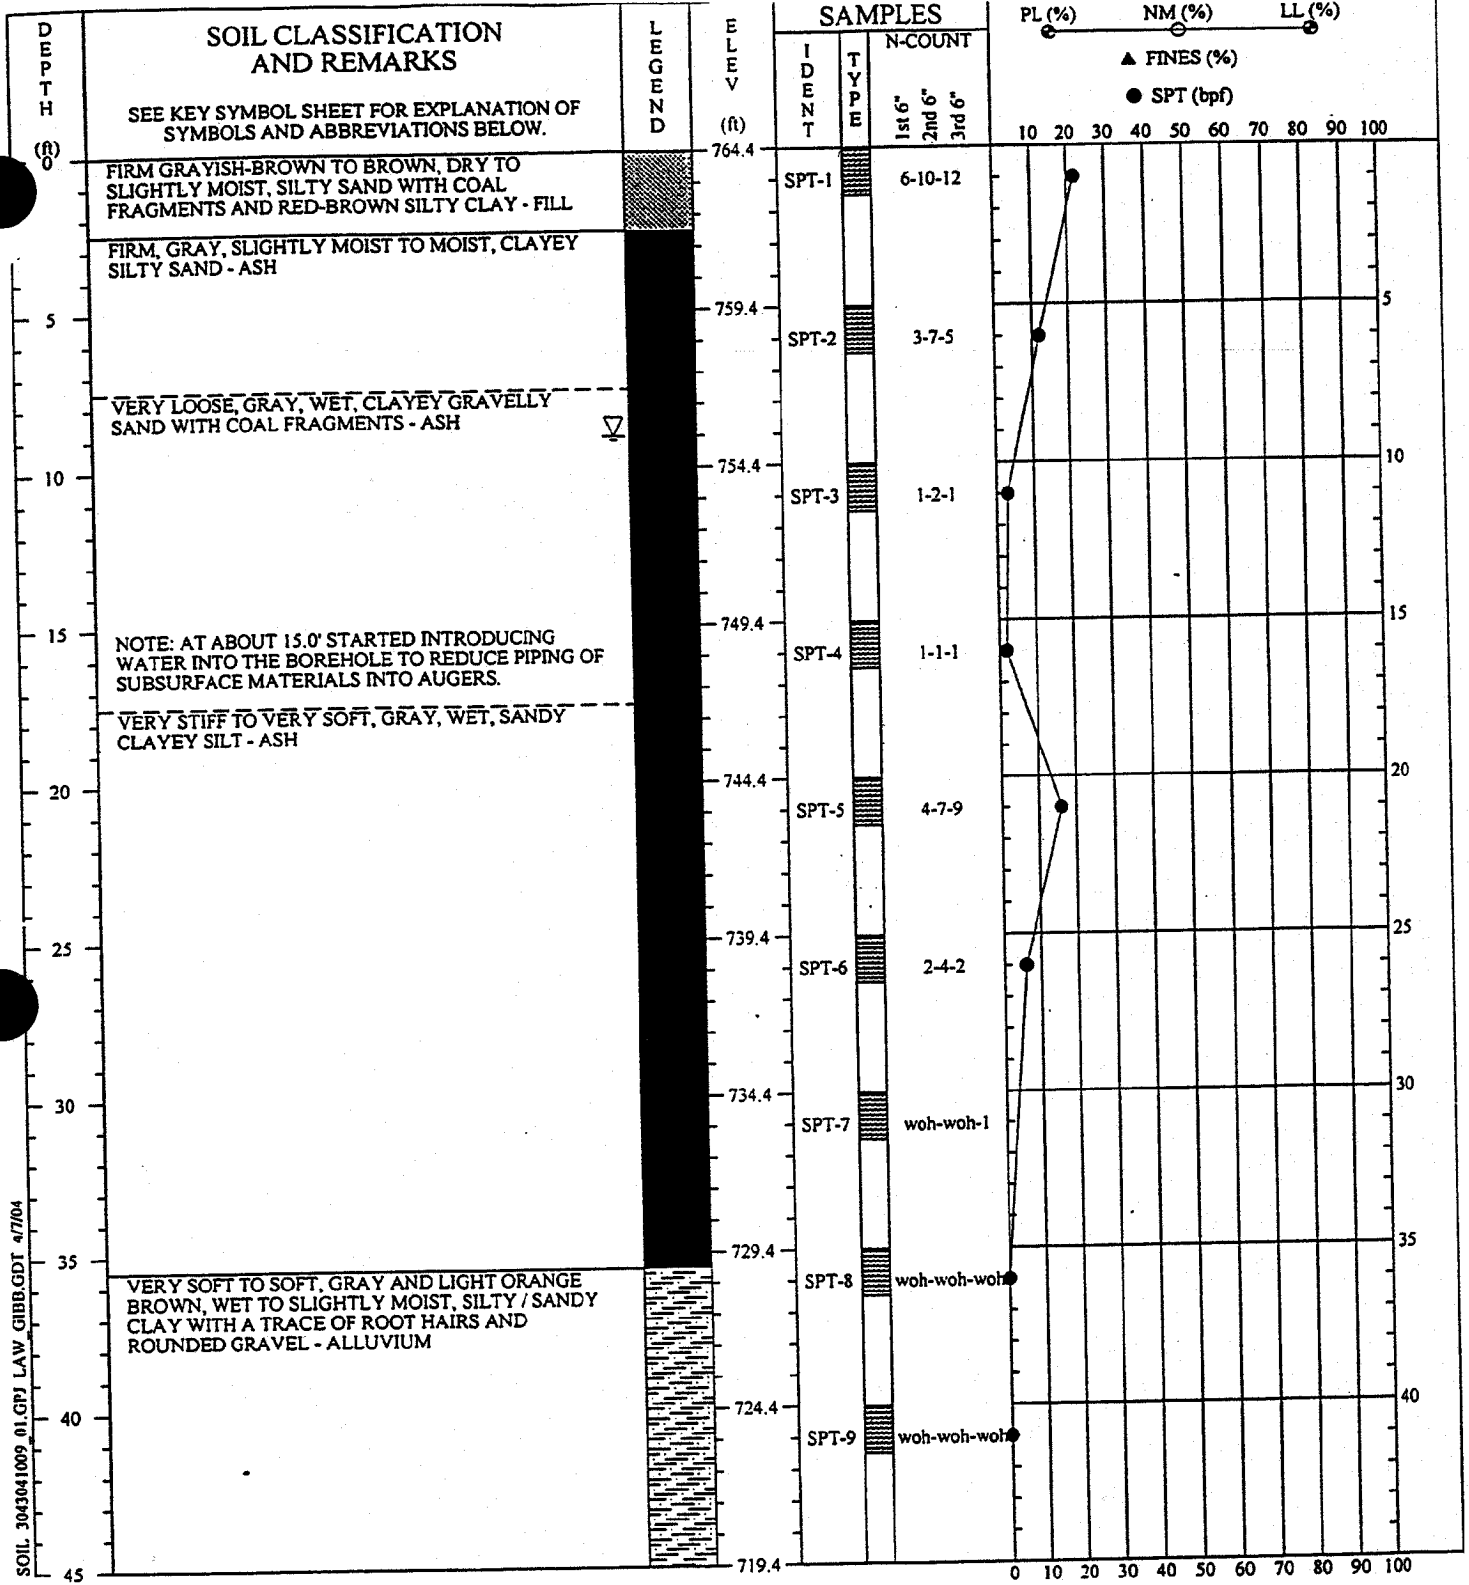 DEPTH
(ft)
SOIL CLASSIFICATION
AND REMARKS
SEE KEY SYMBOL SHEET FOR EXPLANATION OF
SYMBOLS AND ABBREVIATIONS BELOW.
LEGEND
ELEV
(ft)
SAMPLES
IDENT
TYPE
N-COUNT
1st 6"
2nd 6"
3rd 6"
PL (%) NM (%) LL (%)
▲ FINES (%)
● SPT (bpf)
10 20 30 40 50 60 70 80 90 100
0
764.4
FIRM GRAYISH-BROWN TO BROWN, DRY TO
SLIGHTLY MOIST, SILTY SAND WITH COAL
FRAGMENTS AND RED-BROWN SILTY CLAY - FILL
SPT-1 6-10-12
FIRM, GRAY, SLIGHTLY MOIST TO MOIST, CLAYEY
SILTY SAND - ASH
5
759.4
5
SPT-2 3-7-5
VERY LOOSE, GRAY, WET, CLAYEY GRAVELLY
SAND WITH COAL FRAGMENTS - ASH
10
754.4
10
SPT-3 1-2-1
15
749.4
15
NOTE: AT ABOUT 15.0' STARTED INTRODUCING
WATER INTO THE BOREHOLE TO REDUCE PIPING OF
SUBSURFACE MATERIALS INTO AUGERS.
SPT-4 1-1-1
VERY STIFF TO VERY SOFT, GRAY, WET, SANDY
CLAYEY SILT - ASH
20
744.4
20
SPT-5 4-7-9
25
739.4
25
SPT-6 2-4-2
30
734.4
30
SPT-7 woh-woh-1
35
729.4
35
VERY SOFT TO SOFT, GRAY AND LIGHT ORANGE
BROWN, WET TO SLIGHTLY MOIST, SILTY / SANDY
CLAY WITH A TRACE OF ROOT HAIRS AND
ROUNDED GRAVEL - ALLUVIUM
SPT-8 woh-woh-woh
40
724.4
40
SPT-9 woh-woh-woh
45
719.4
0 10 20 30 40 50 60 70 80 90 100
SOIL 3043041009_01.GPJ LAW_GIBB.GDT 4/7/04